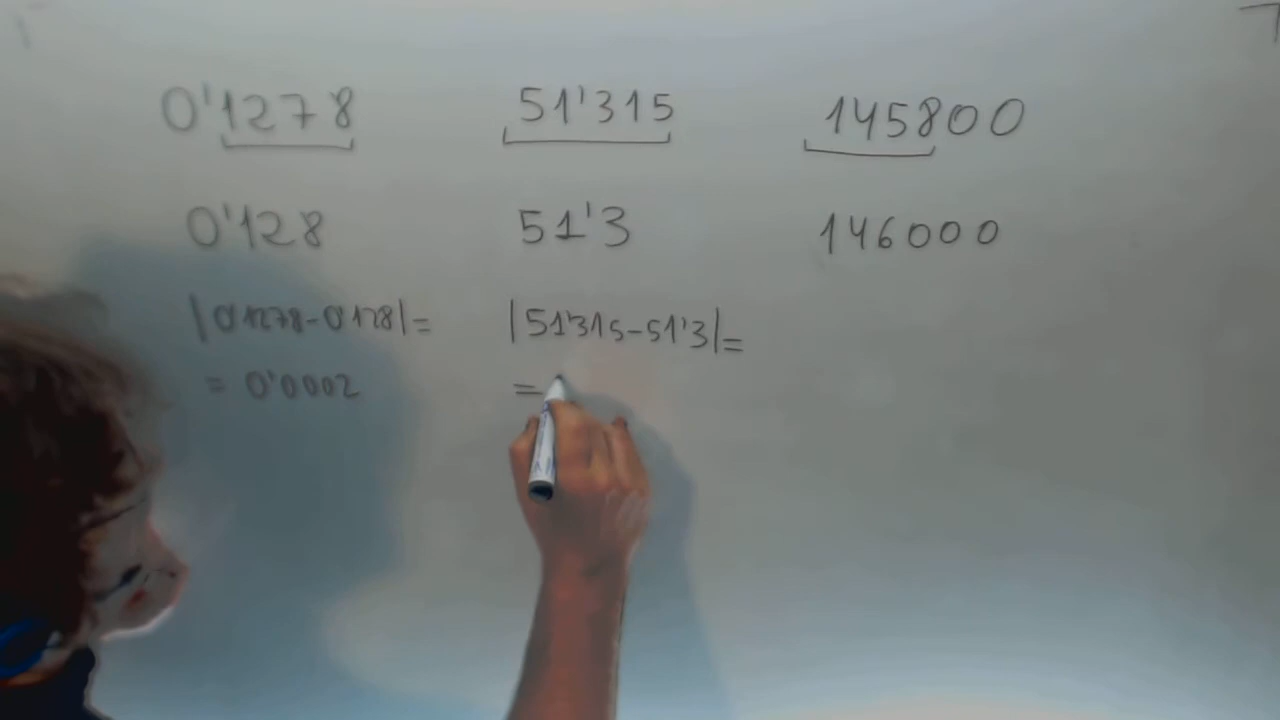 0'1278 51'315 145800
0'128 51'3 146000
|0'1278-0'128|= |51'315-51'3|=
= 0'0002 =